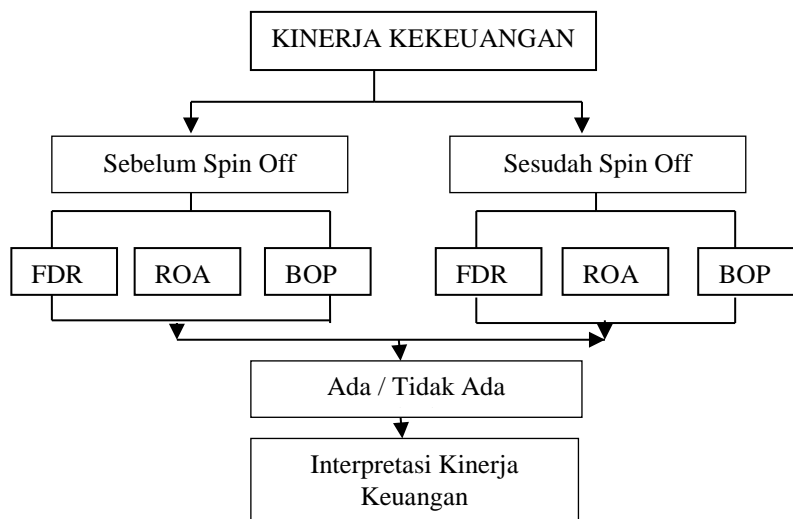 KINERJA KEKEUANGAN
Sebelum Spin Off
Sesudah Spin Off
FDR
ROA
BOP
FDR
ROA
BOP
Ada / Tidak Ada
Interpretasi Kinerja
Keuangan